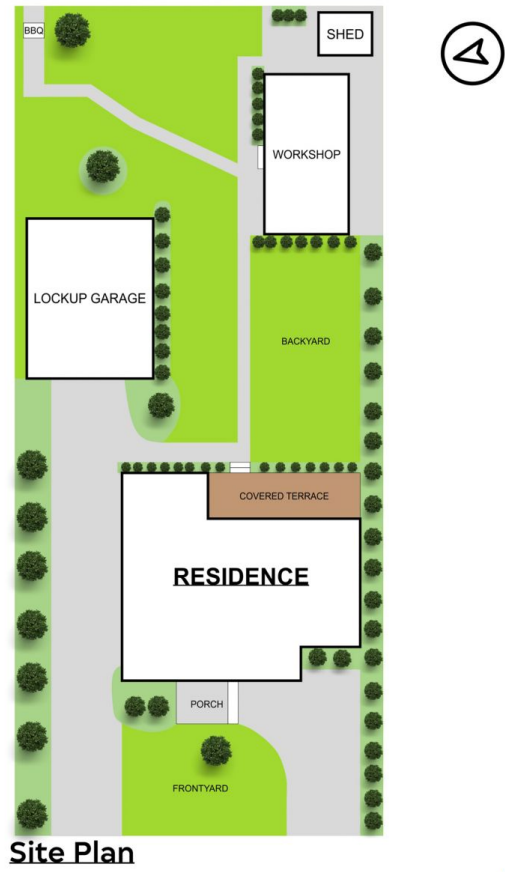 BBQ
SHED
WORKSHOP
LOCKUP GARAGE
BACKYARD
COVERED TERRACE
RESIDENCE
PORCH
FRONTYARD
Site Plan